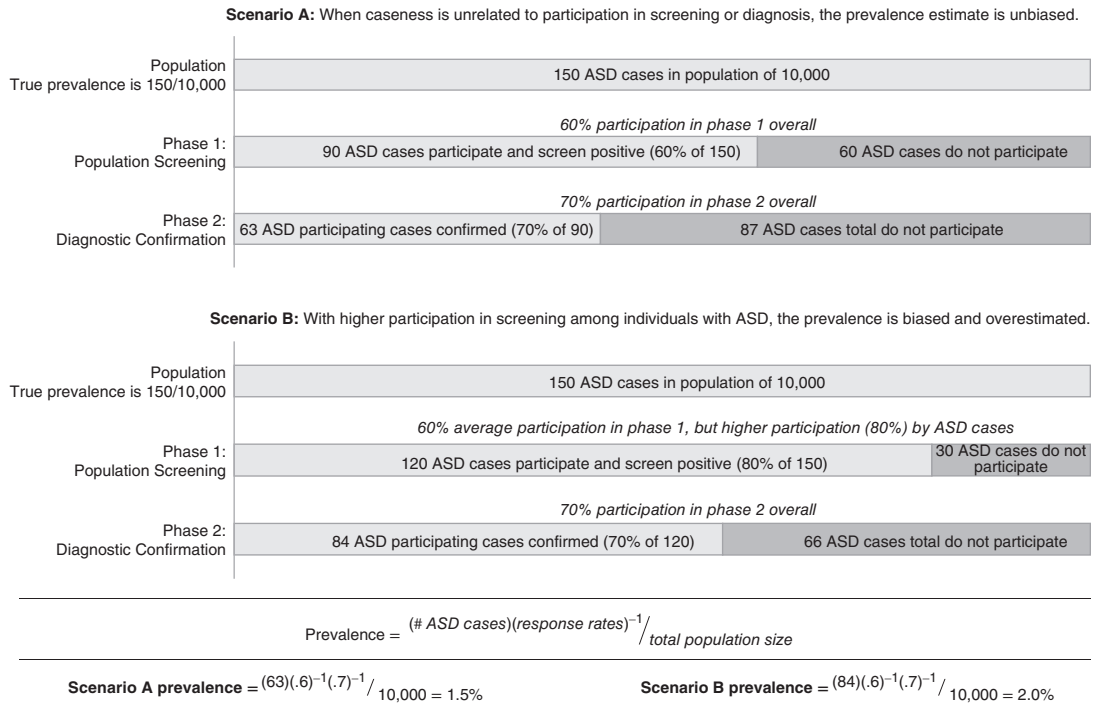 Scenario A: When caseness is unrelated to participation in screening or diagnosis, the prevalence estimate is unbiased.
Population
True prevalence is 150/10,000
150 ASD cases in population of 10,000
60% participation in phase 1 overall
Phase 1:
Population Screening
90 ASD cases participate and screen positive (60% of 150)
60 ASD cases do not participate
70% participation in phase 2 overall
Phase 2:
Diagnostic Confirmation
63 ASD participating cases confirmed (70% of 90)
87 ASD cases total do not participate
Scenario B: With higher participation in screening among individuals with ASD, the prevalence is biased and overestimated.
Population
True prevalence is 150/10,000
150 ASD cases in population of 10,000
60% average participation in phase 1, but higher participation (80%) by ASD cases
Phase 1:
Population Screening
120 ASD cases participate and screen positive (80% of 150)
30 ASD cases do not
participate
70% participation in phase 2 overall
Phase 2:
Diagnostic Confirmation
84 ASD participating cases confirmed (70% of 120)
66 ASD cases total do not participate
Prevalence = (# ASD cases)(response rates)⁻¹/total population size
Scenario A prevalence = (63)(.6)⁻¹(.7)⁻¹/10,000 = 1.5%
Scenario B prevalence = (84)(.6)⁻¹(.7)⁻¹/10,000 = 2.0%